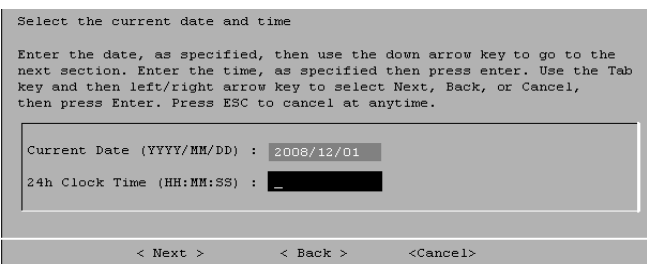 Select the current date and time
Enter the date, as specified, then use the down arrow key to go to the
next section. Enter the time, as specified then press enter. Use the Tab
key and then left/right arrow key to select Next, Back, or Cancel,
then press Enter. Press ESC to cancel at anytime.
Current Date (YYYY/MM/DD) : 2008/12/01
24h Clock Time (HH:MM:SS) : _
< Next > < Back > <Cancel>